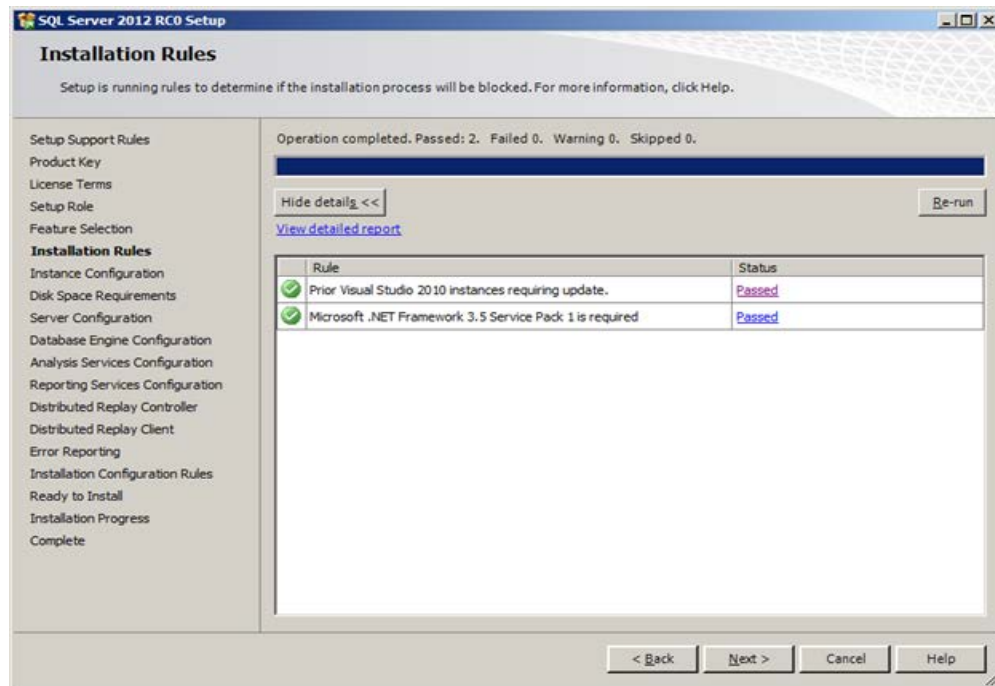 SQL Server 2012 RC0 Setup
Installation Rules
Setup is running rules to determine if the installation process will be blocked. For more information, click Help.
Setup Support Rules
Product Key
License Terms
Setup Role
Feature Selection
Installation Rules
Instance Configuration
Disk Space Requirements
Server Configuration
Database Engine Configuration
Analysis Services Configuration
Reporting Services Configuration
Distributed Replay Controller
Distributed Replay Client
Error Reporting
Installation Configuration Rules
Ready to Install
Installation Progress
Complete
Operation completed. Passed: 2. Failed 0. Warning 0. Skipped 0.
Hide details << Re-run
View detailed report
Rule Status
Prior Visual Studio 2010 instances requiring update. Passed
Microsoft .NET Framework 3.5 Service Pack 1 is required Passed
< Back Next > Cancel Help